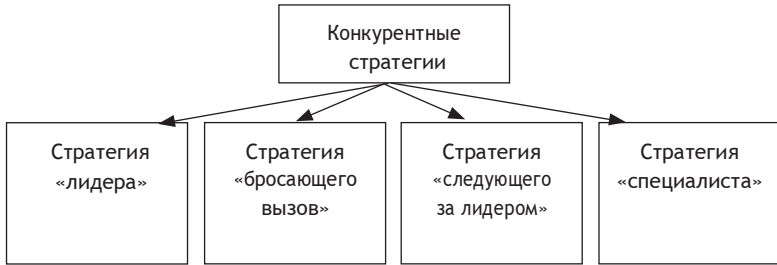 Конкурентные
стратегии
Стратегия
«лидера»
Стратегия
«бросающего
вызов»
Стратегия
«следующего
за лидером»
Стратегия
«специалиста»